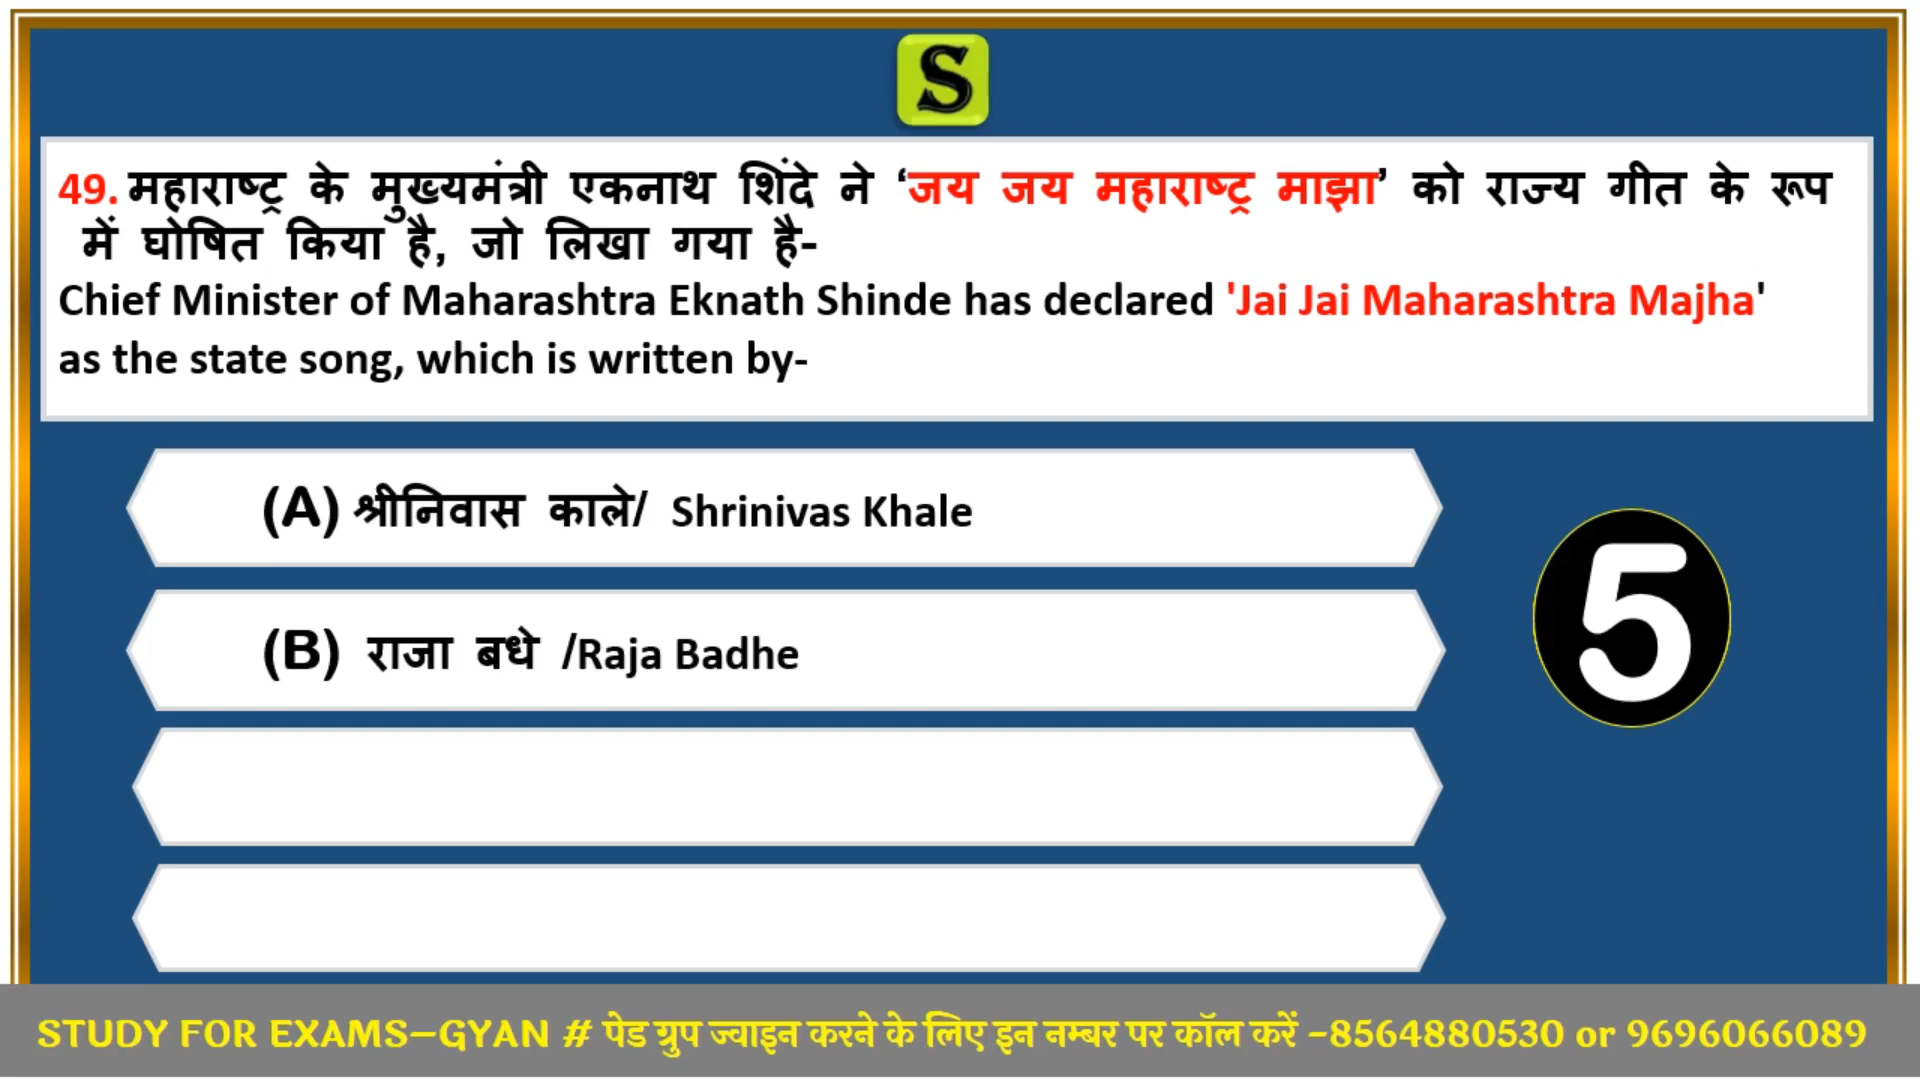 S
49. महाराष्ट्र के मुख्यमंत्री एकनाथ शिंदे ने ‘जय जय महाराष्ट्र माझा’ को राज्य गीत के रूप
में घोषित किया है, जो लिखा गया है-
Chief Minister of Maharashtra Eknath Shinde has declared 'Jai Jai Maharashtra Majha'
as the state song, which is written by-
(A) श्रीनिवास काले/ Shrinivas Khale
(B) राजा बधे /Raja Badhe
5
STUDY FOR EXAMS–GYAN # पेड ग्रुप ज्वाइन करने के लिए इन नम्बर पर कॉल करें -8564880530 or 9696066089